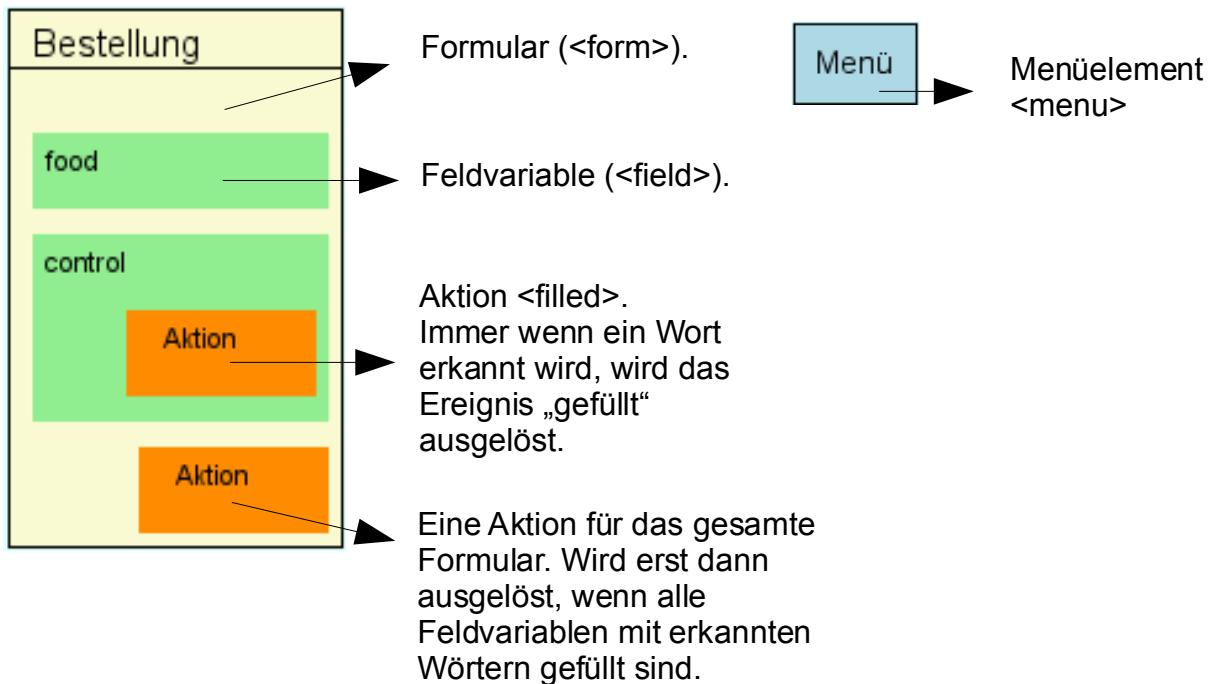 Bestellung
Formular (<form>).
Menü
Menüelement
<menu>
food
Feldvariable (<field>).
control
Aktion
Aktion <filled>.
Immer wenn ein Wort
erkannt wird, wird das
Ereignis „gefüllt“
ausgelöst.
Aktion
Eine Aktion für das gesamte
Formular. Wird erst dann
ausgelöst, wenn alle
Feldvariablen mit erkannten
Wörtern gefüllt sind.